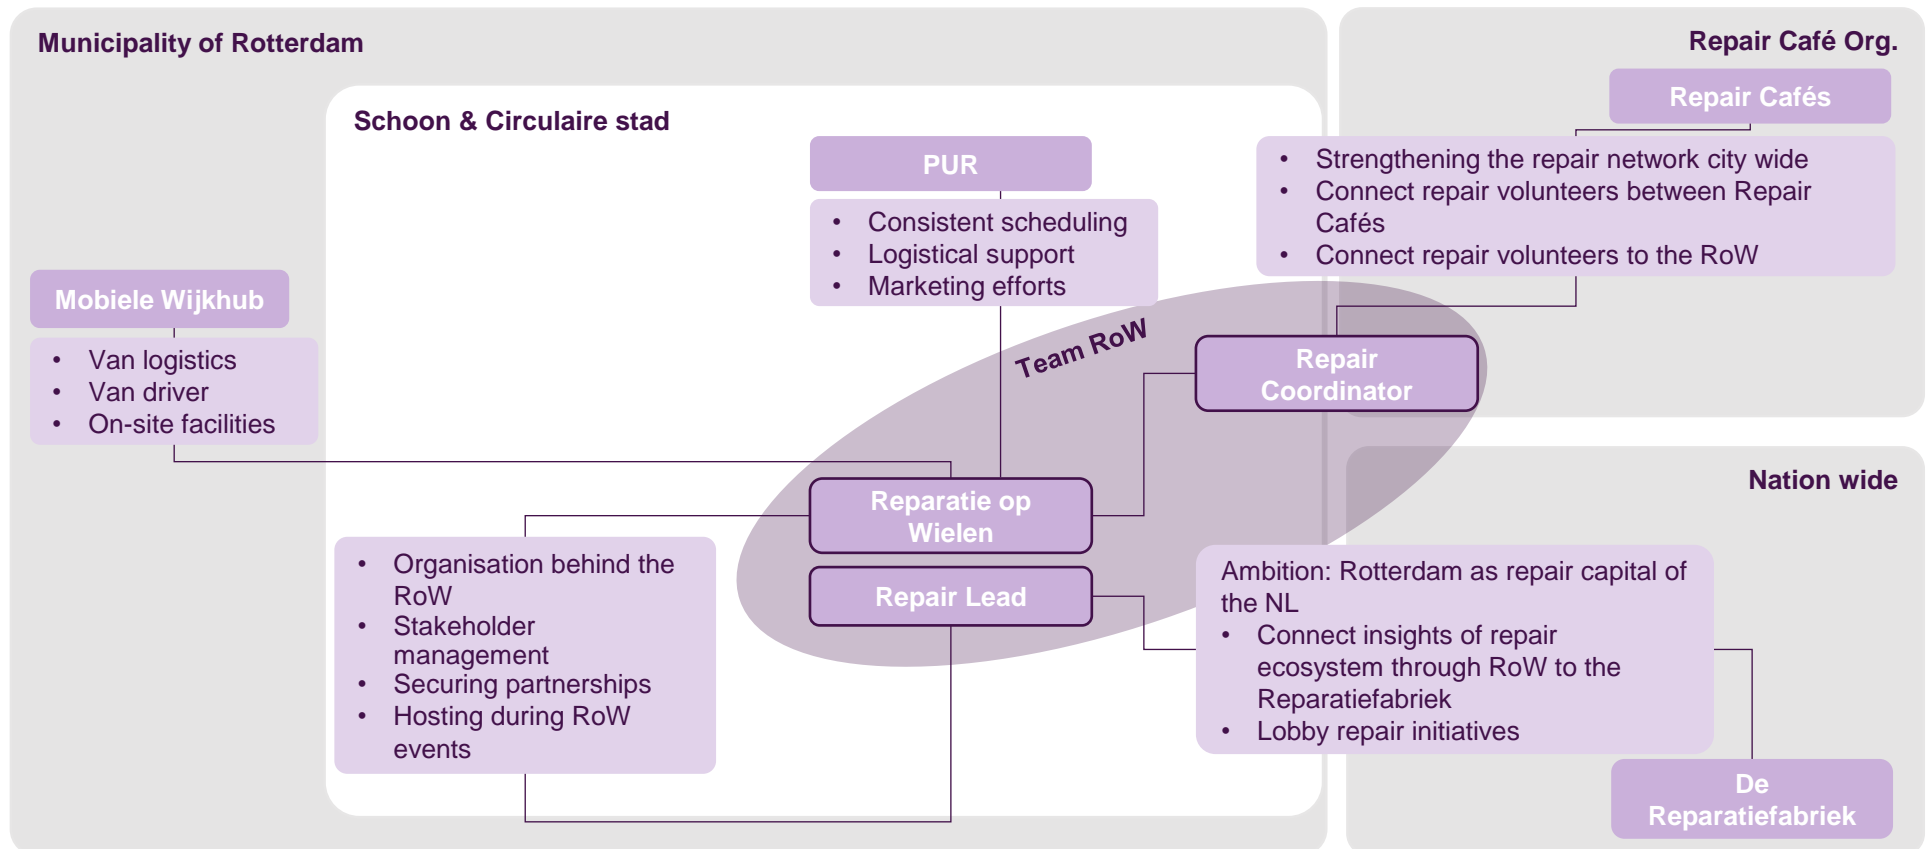 Municipality of Rotterdam
Schoon & Circulaire stad
PUR
• Consistent scheduling
• Logistical support
• Marketing efforts
Mobiele Wijkhub
• Van logistics
• Van driver
• On-site facilities
Repair Café Org.
Repair Cafés
• Strengthening the repair network city wide
• Connect repair volunteers between Repair
Cafés
• Connect repair volunteers to the RoW
Team RoW
Repair
Coordinator
Reparatie op
Wielen
Repair Lead
• Organisation behind the
RoW
• Stakeholder
management
• Securing partnerships
• Hosting during RoW
events
Nation wide
Ambition: Rotterdam as repair capital of
the NL
• Connect insights of repair
ecosystem through RoW to the
Reparatiefabriek
• Lobby repair initiatives
De
Reparatiefabriek